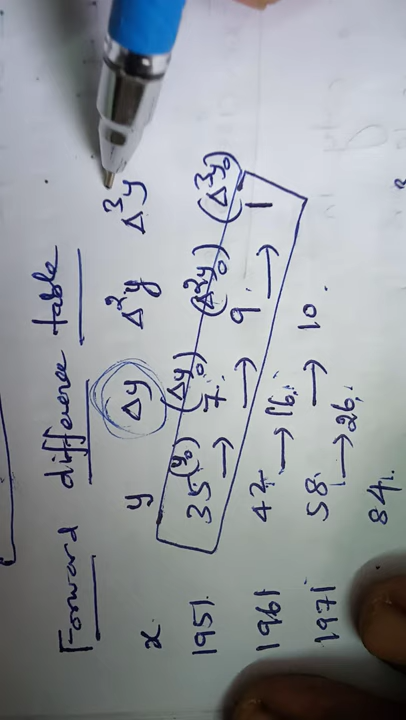 Forward difference table
x y Δy Δ²y Δ³y
1951 35 (y₀) → 7 (Δy₀) → 9 (Δ²y₀) → 1 (Δ³y₀)
1961 42 → 16 → 10
1971 58 → 26
84